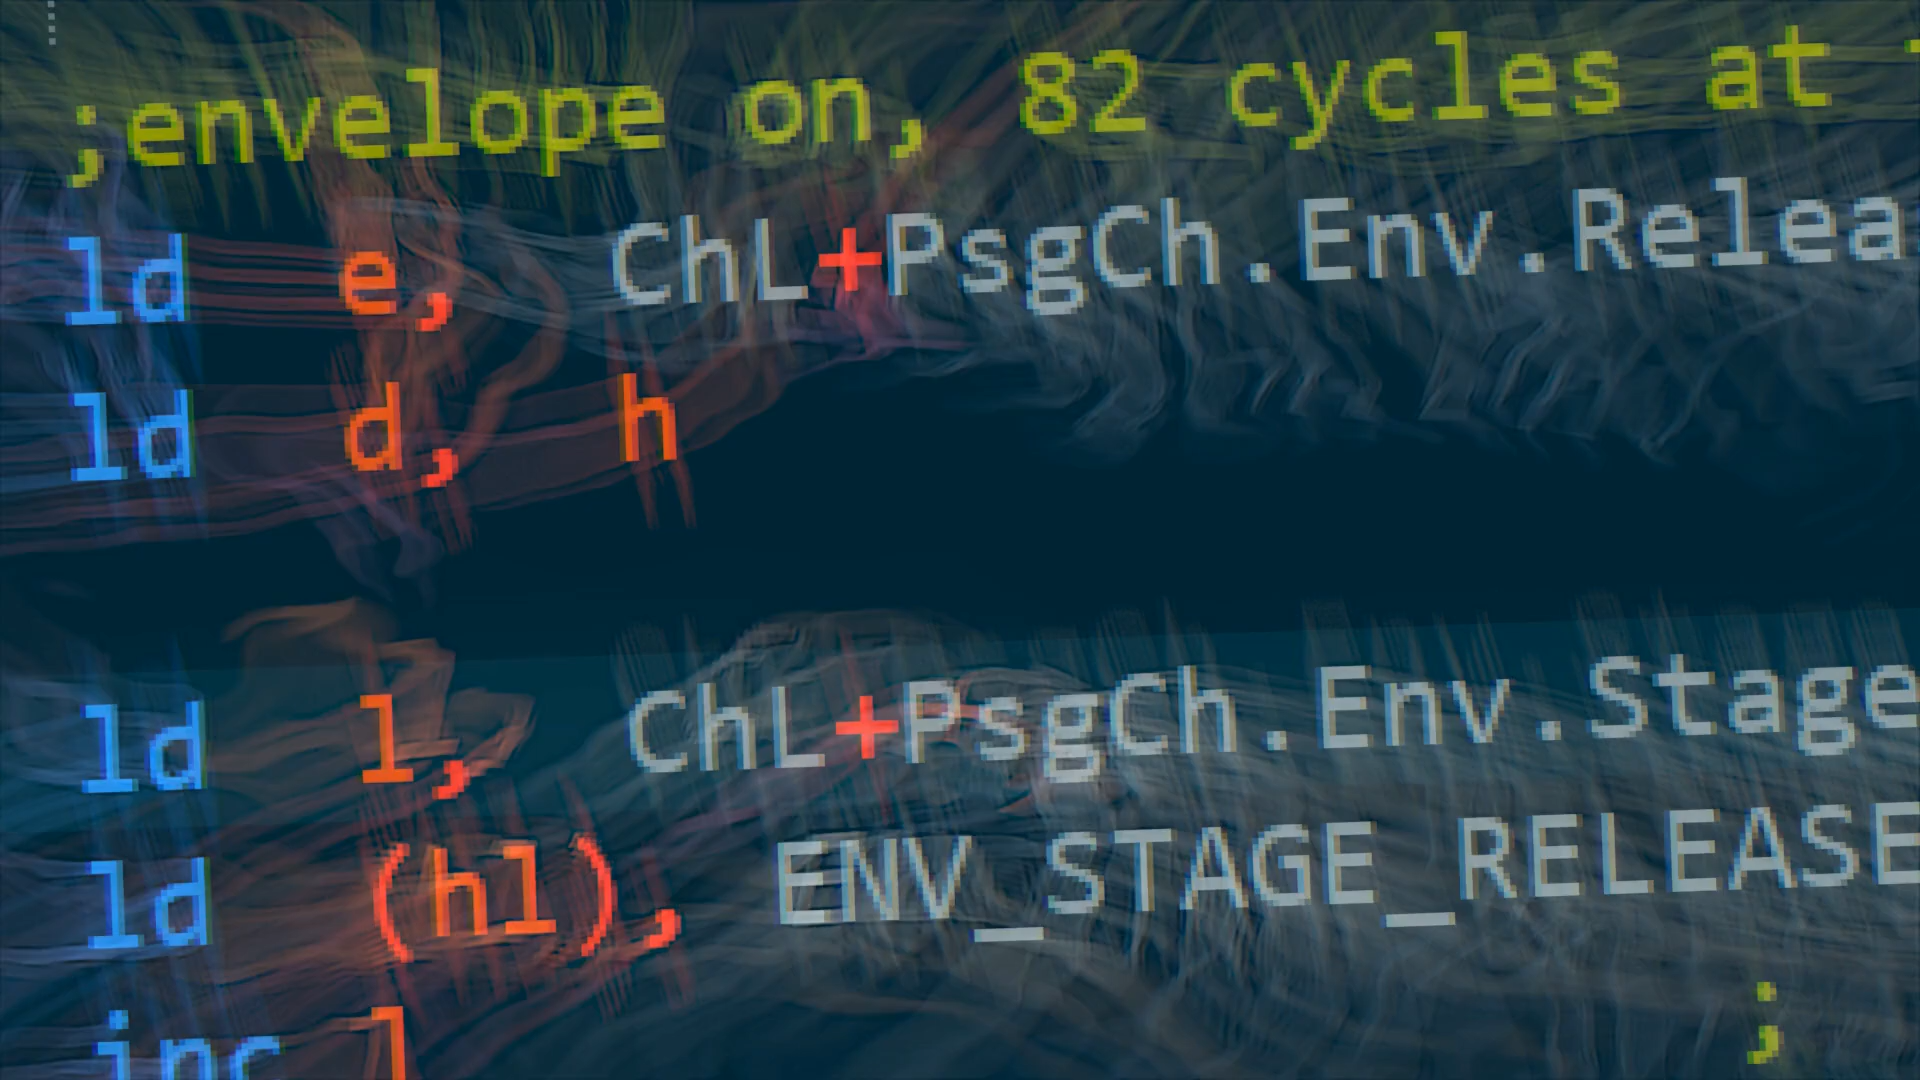 ;envelope on, 82 cycles at
ld e, ChL+PsgCh.Env.Relea
ld d, h
ld l, ChL+PsgCh.Env.Stage
ld (hl), ENV_STAGE_RELEASE
inc l ;